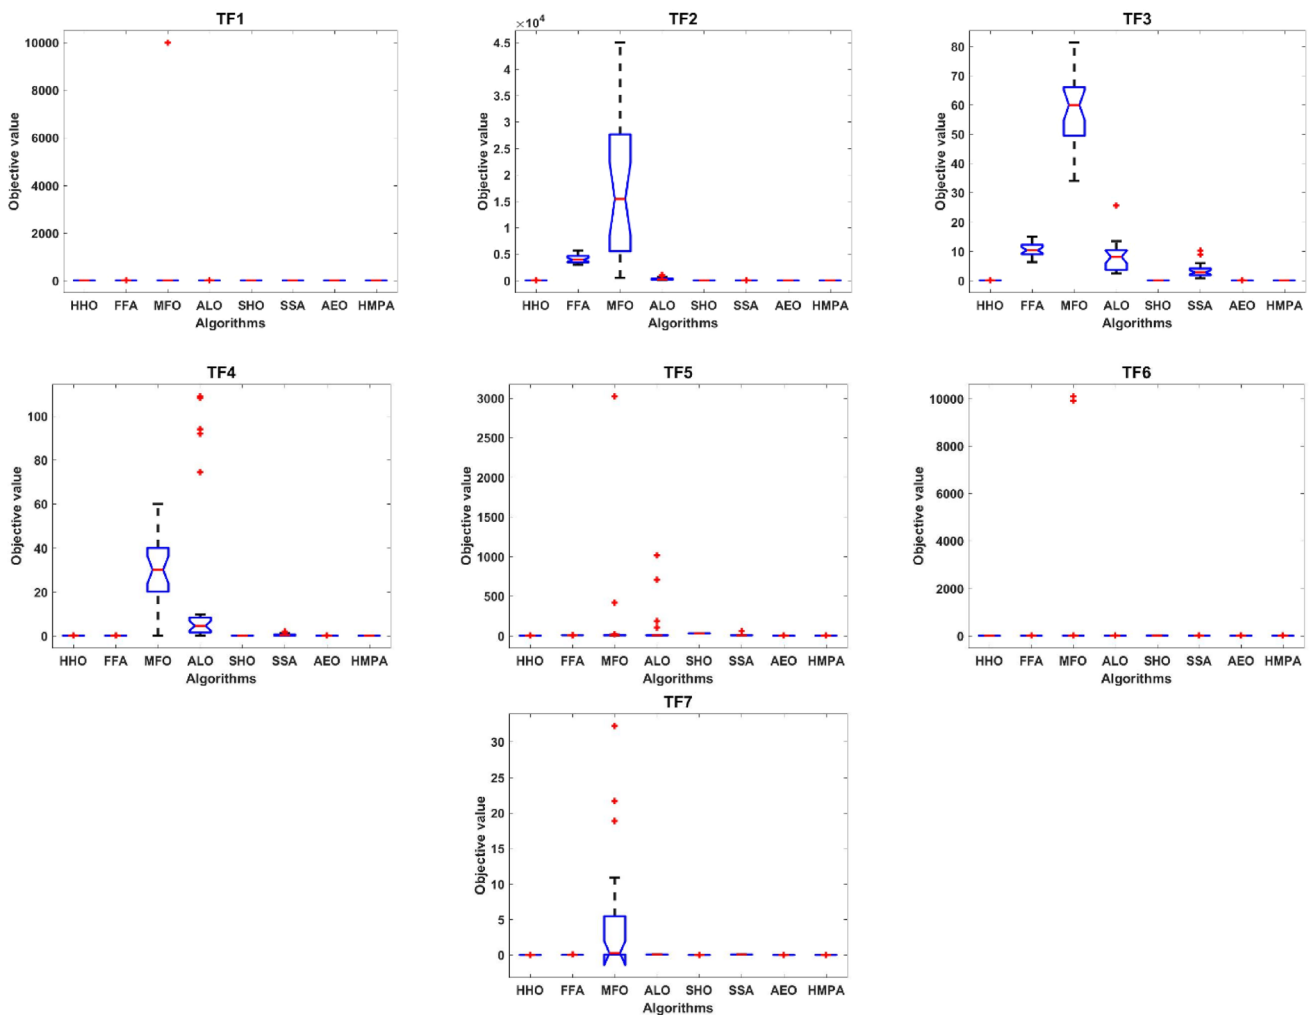 TF1
Objective value
10000
8000
6000
4000
2000
0
HHO FFA MFO ALO SHO SSA AEO HMPA
Algorithms
TF2
×10⁴
Objective value
4.5
4
3.5
3
2.5
2
1.5
1
0.5
0
HHO FFA MFO ALO SHO SSA AEO HMPA
Algorithms
TF3
Objective value
80
70
60
50
40
30
20
10
0
HHO FFA MFO ALO SHO SSA AEO HMPA
Algorithms
TF4
Objective value
100
80
60
40
20
0
HHO FFA MFO ALO SHO SSA AEO HMPA
Algorithms
TF5
Objective value
3000
2500
2000
1500
1000
500
0
HHO FFA MFO ALO SHO SSA AEO HMPA
Algorithms
TF6
Objective value
10000
8000
6000
4000
2000
0
HHO FFA MFO ALO SHO SSA AEO HMPA
Algorithms
TF7
Objective value
30
25
20
15
10
5
0
HHO FFA MFO ALO SHO SSA AEO HMPA
Algorithms